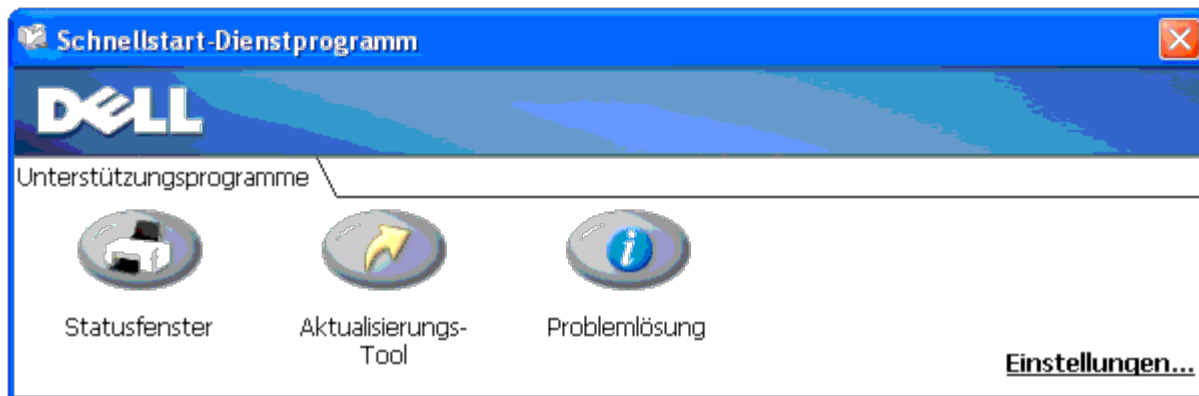 Schnellstart-Dienstprogramm
DELL
Unterstützungsprogramme
Statusfenster
Aktualisierungs-
Tool
Problemlösung
Einstellungen...